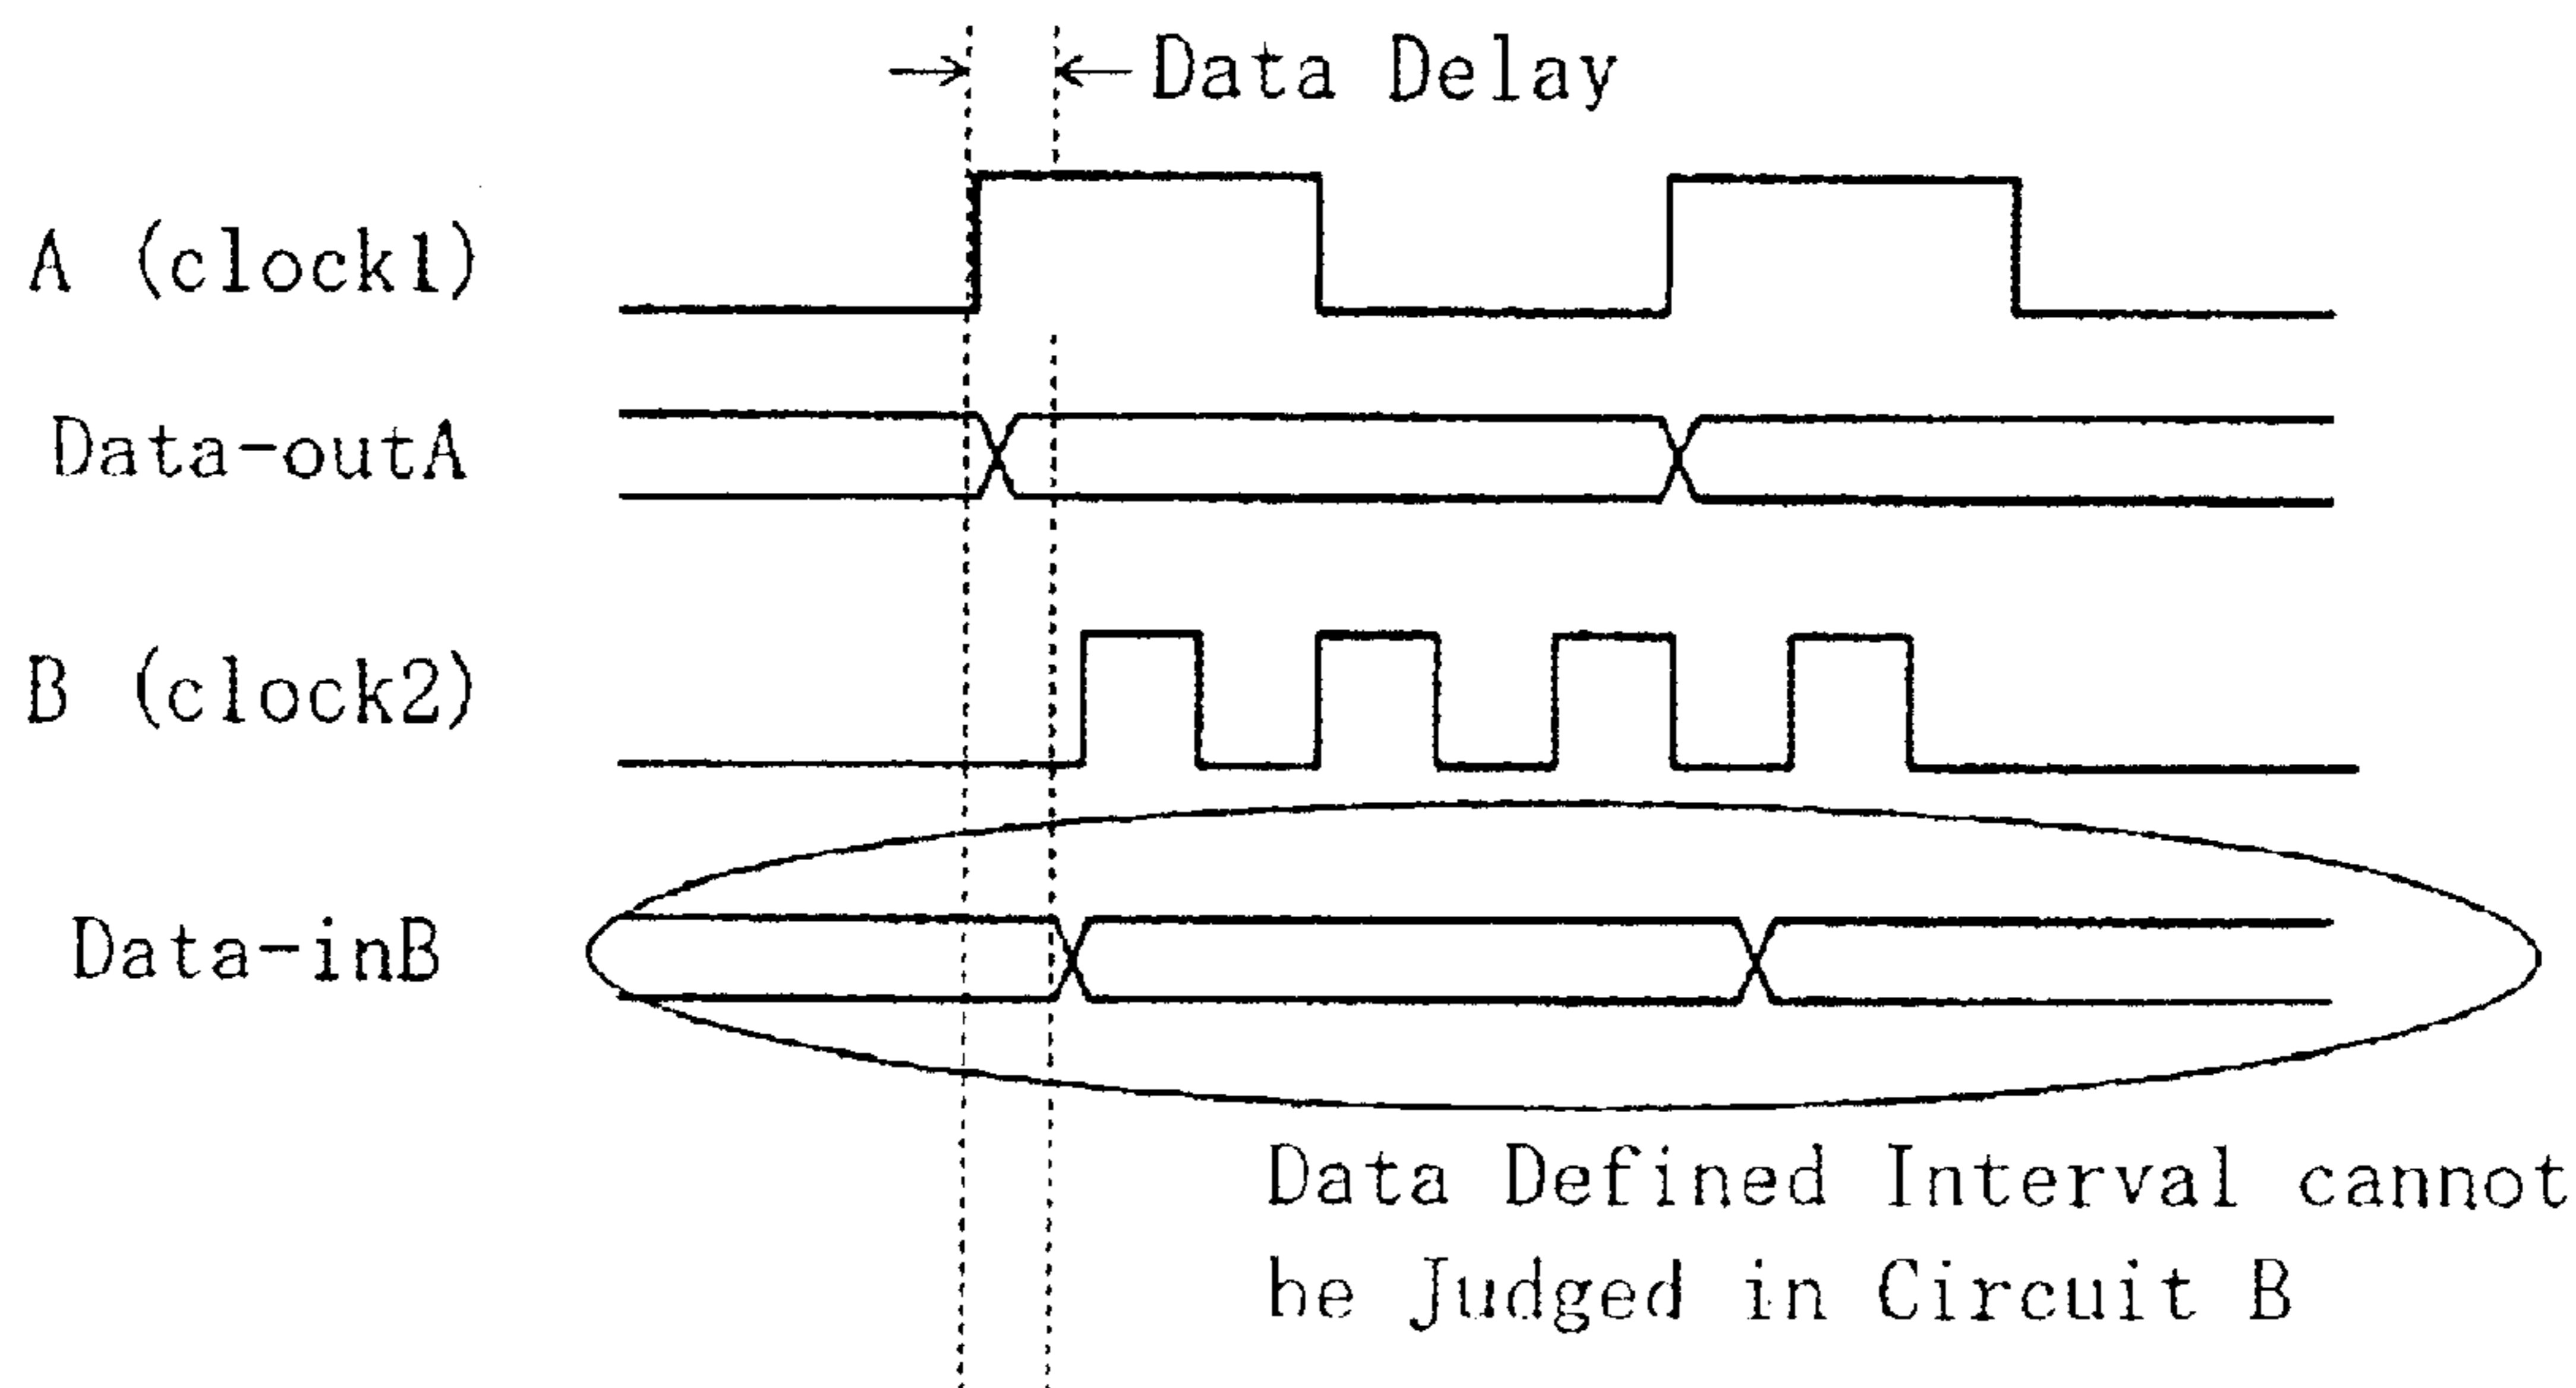 Data Delay
A (clock1)
Data-outA
B (clock2)
Data-inB
Data Defined Interval cannot
be Judged in Circuit B